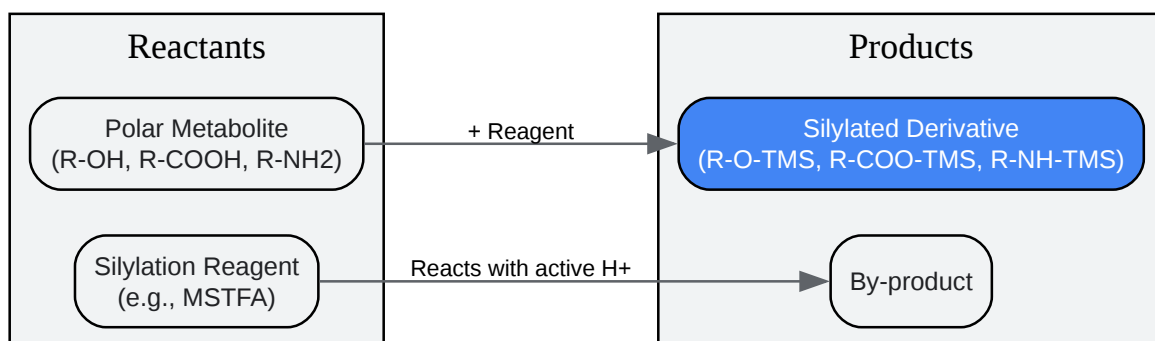 Reactants
Products
Polar Metabolite
(R-OH, R-COOH, R-NH2)
+ Reagent
Silylated Derivative
(R-O-TMS, R-COO-TMS, R-NH-TMS)
Silylation Reagent
(e.g., MSTFA)
Reacts with active H+
By-product